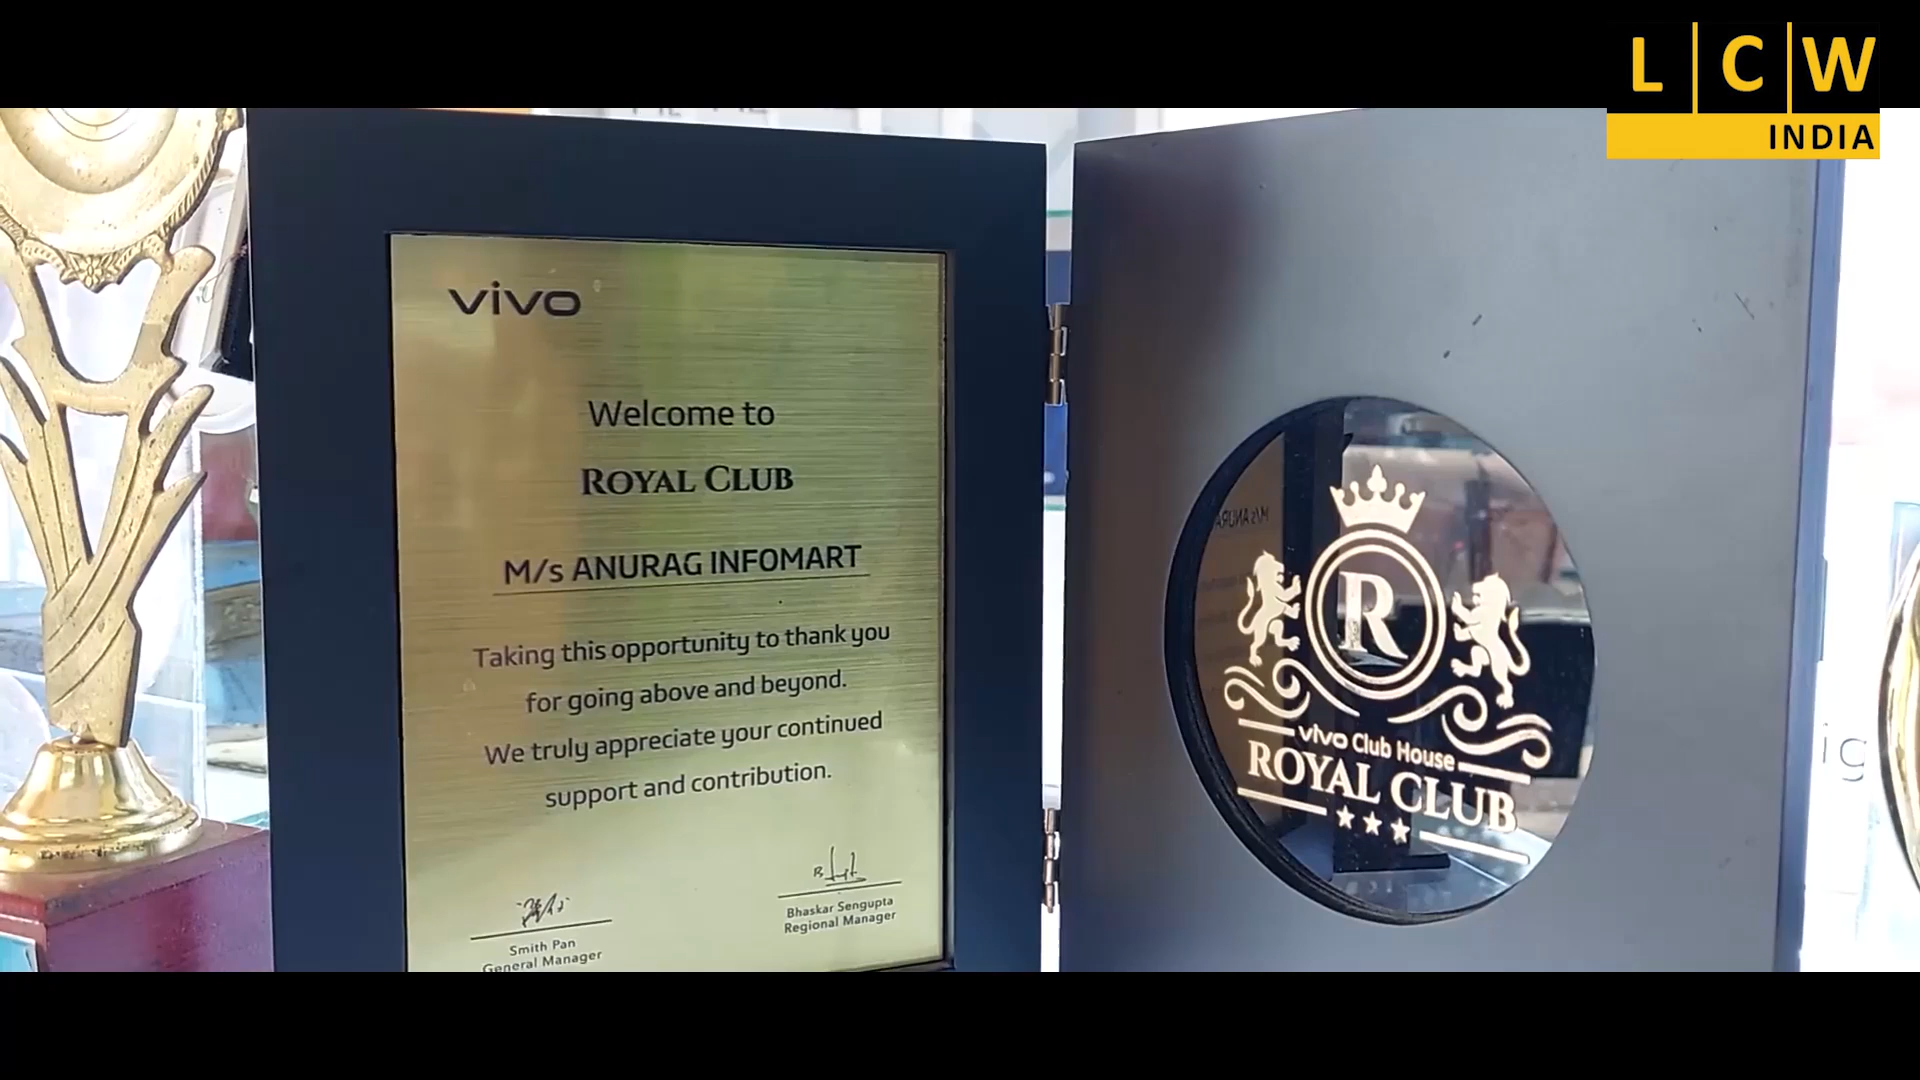 L C W
INDIA
vivo
Welcome to
ROYAL CLUB
M/s ANURAG INFOMART
Taking this opportunity to thank you
for going above and beyond.
We truly appreciate your continued
support and contribution.
Smith Pan
General Manager
Bhaskar Sengupta
Regional Manager
R
vivo Club House
ROYAL CLUB
ig